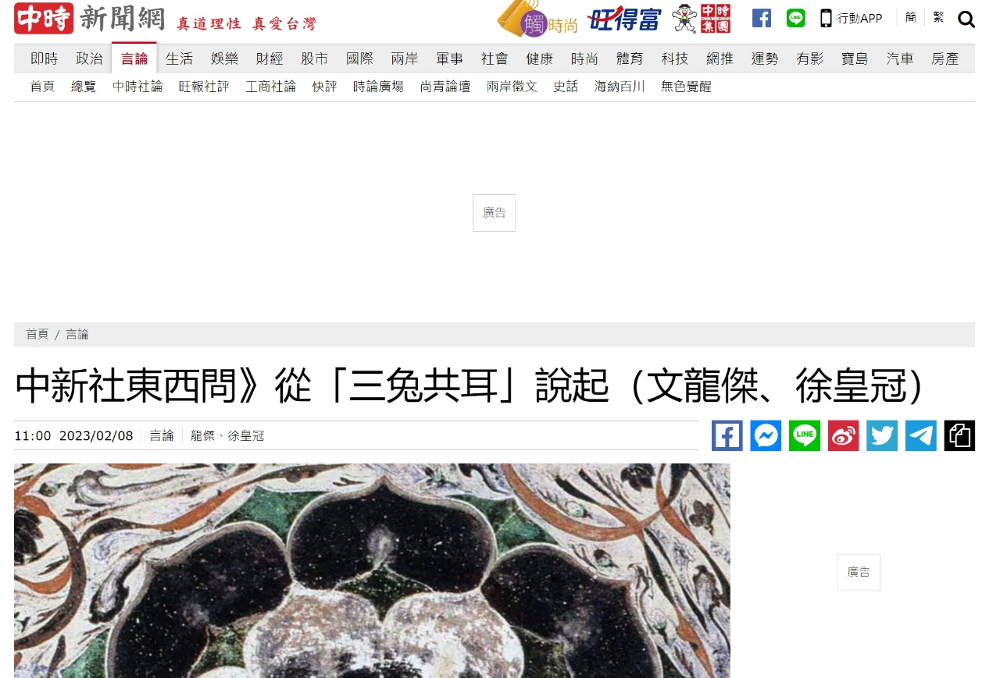 中時 新聞網 真道理性 真愛台灣 觸時尚 旺得富 中時集團 LINE 行動APP 簡 繁
即時 政治 言論 生活 娛樂 財經 股市 國際 兩岸 軍事 社會 健康 時尚 體育 科技 網推 運勢 有影 寶島 汽車 房產
首頁 總覽 中時社論 旺報社評 工商社論 快評 時論廣場 尚青論壇 兩岸徵文 史話 海納百川 無色覺醒
廣告
首頁 / 言論
中新社東西問》從「三兔共耳」說起（文龍傑、徐皇冠）
11:00 2023/02/08 言論 龍傑、徐皇冠 LINE
廣告